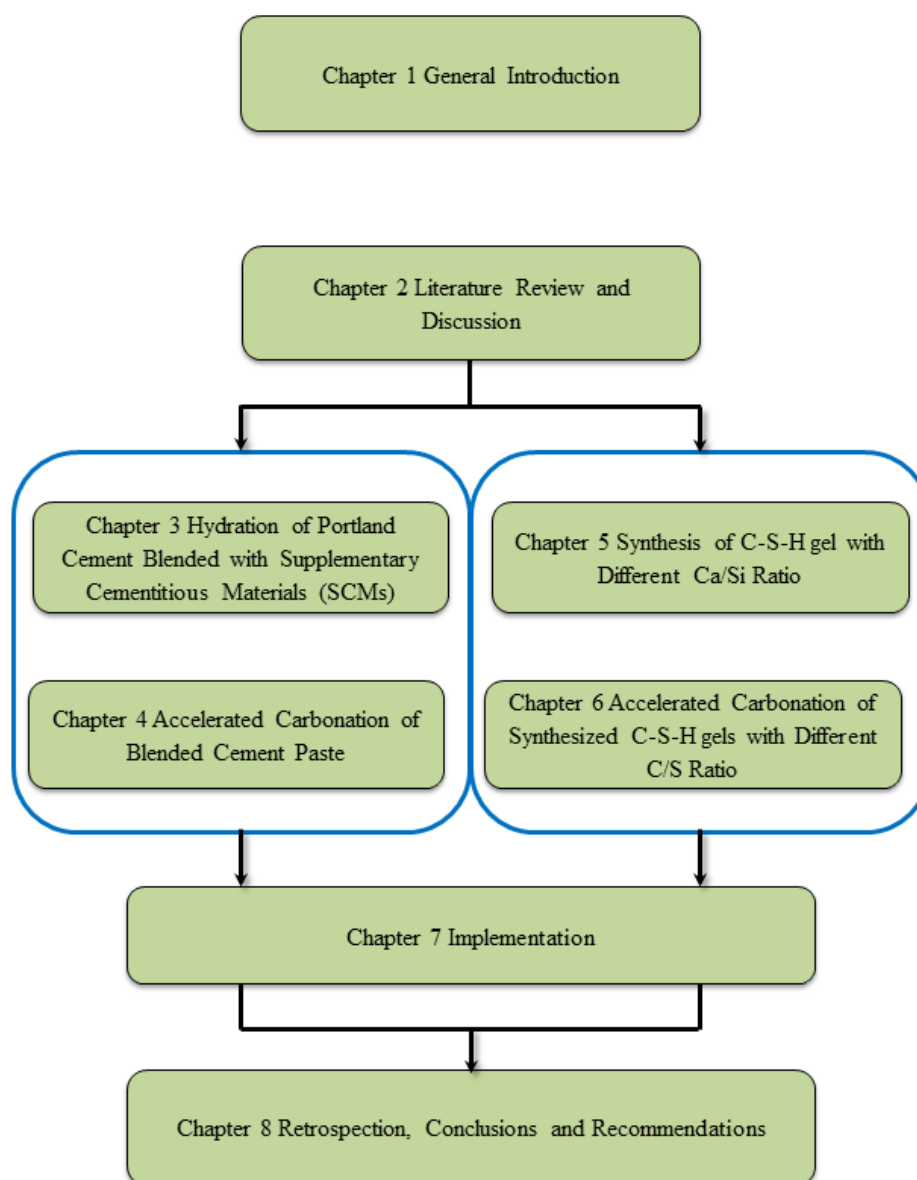 Chapter 1 General Introduction
Chapter 2 Literature Review and
Discussion
Chapter 3 Hydration of Portland
Cement Blended with Supplementary
Cementitious Materials (SCMs)
Chapter 4 Accelerated Carbonation of
Blended Cement Paste
Chapter 5 Synthesis of C-S-H gel with
Different Ca/Si Ratio
Chapter 6 Accelerated Carbonation of
Synthesized C-S-H gels with Different
C/S Ratio
Chapter 7 Implementation
Chapter 8 Retrospection, Conclusions and Recommendations